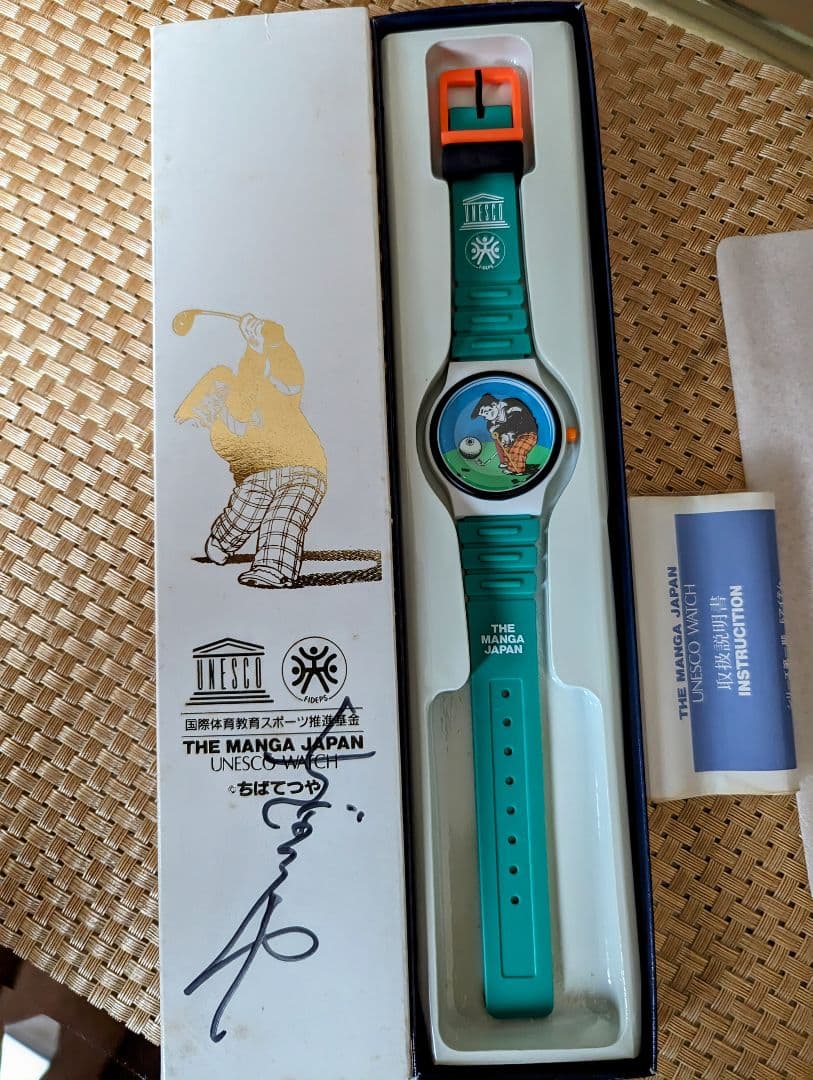 UNESCO
FIDEPS
国際体育教育スポーツ推進基金
THE MANGA JAPAN
UNESCO WATCH
©ちばてつや
UNESCO
FIDEPS
THE
MANGA
JAPAN
THE MANGA JAPAN
UNESCO WATCH
取扱説明書
INSTRUCITION